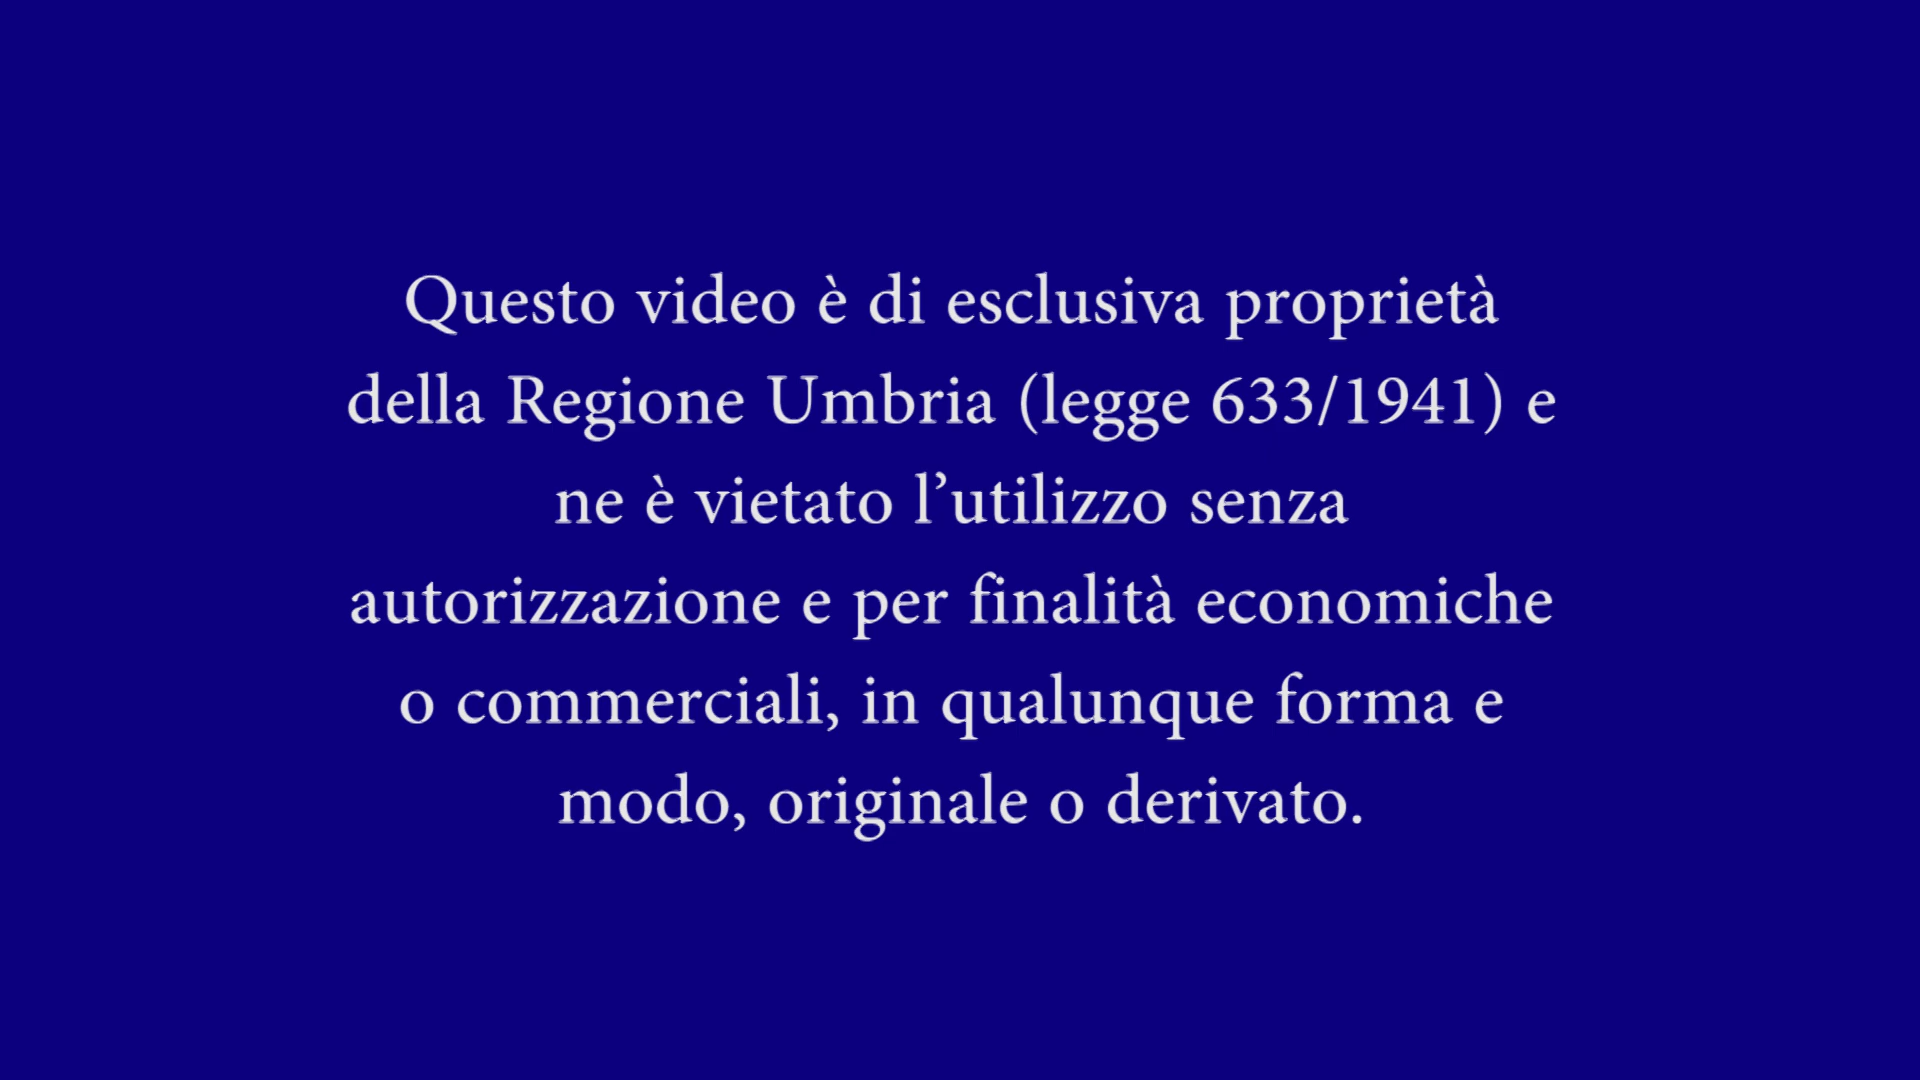 Questo video è di esclusiva proprietà
della Regione Umbria (legge 633/1941) e
ne è vietato l’utilizzo senza
autorizzazione e per finalità economiche
o commerciali, in qualunque forma e
modo, originale o derivato.